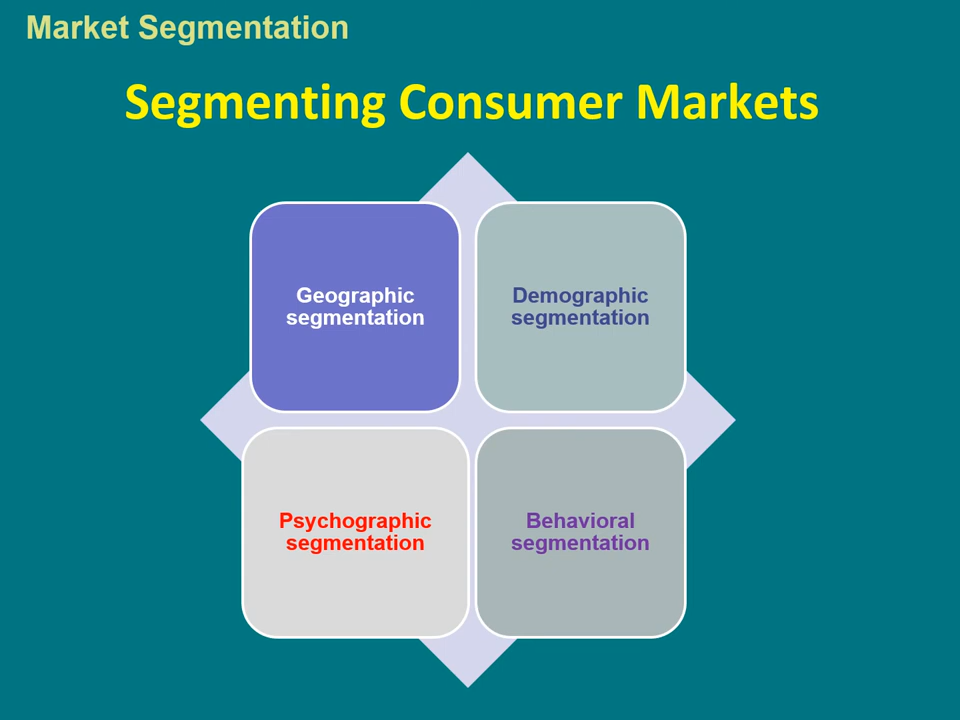 Market Segmentation
Segmenting Consumer Markets
Geographic
segmentation
Demographic
segmentation
Psychographic
segmentation
Behavioral
segmentation